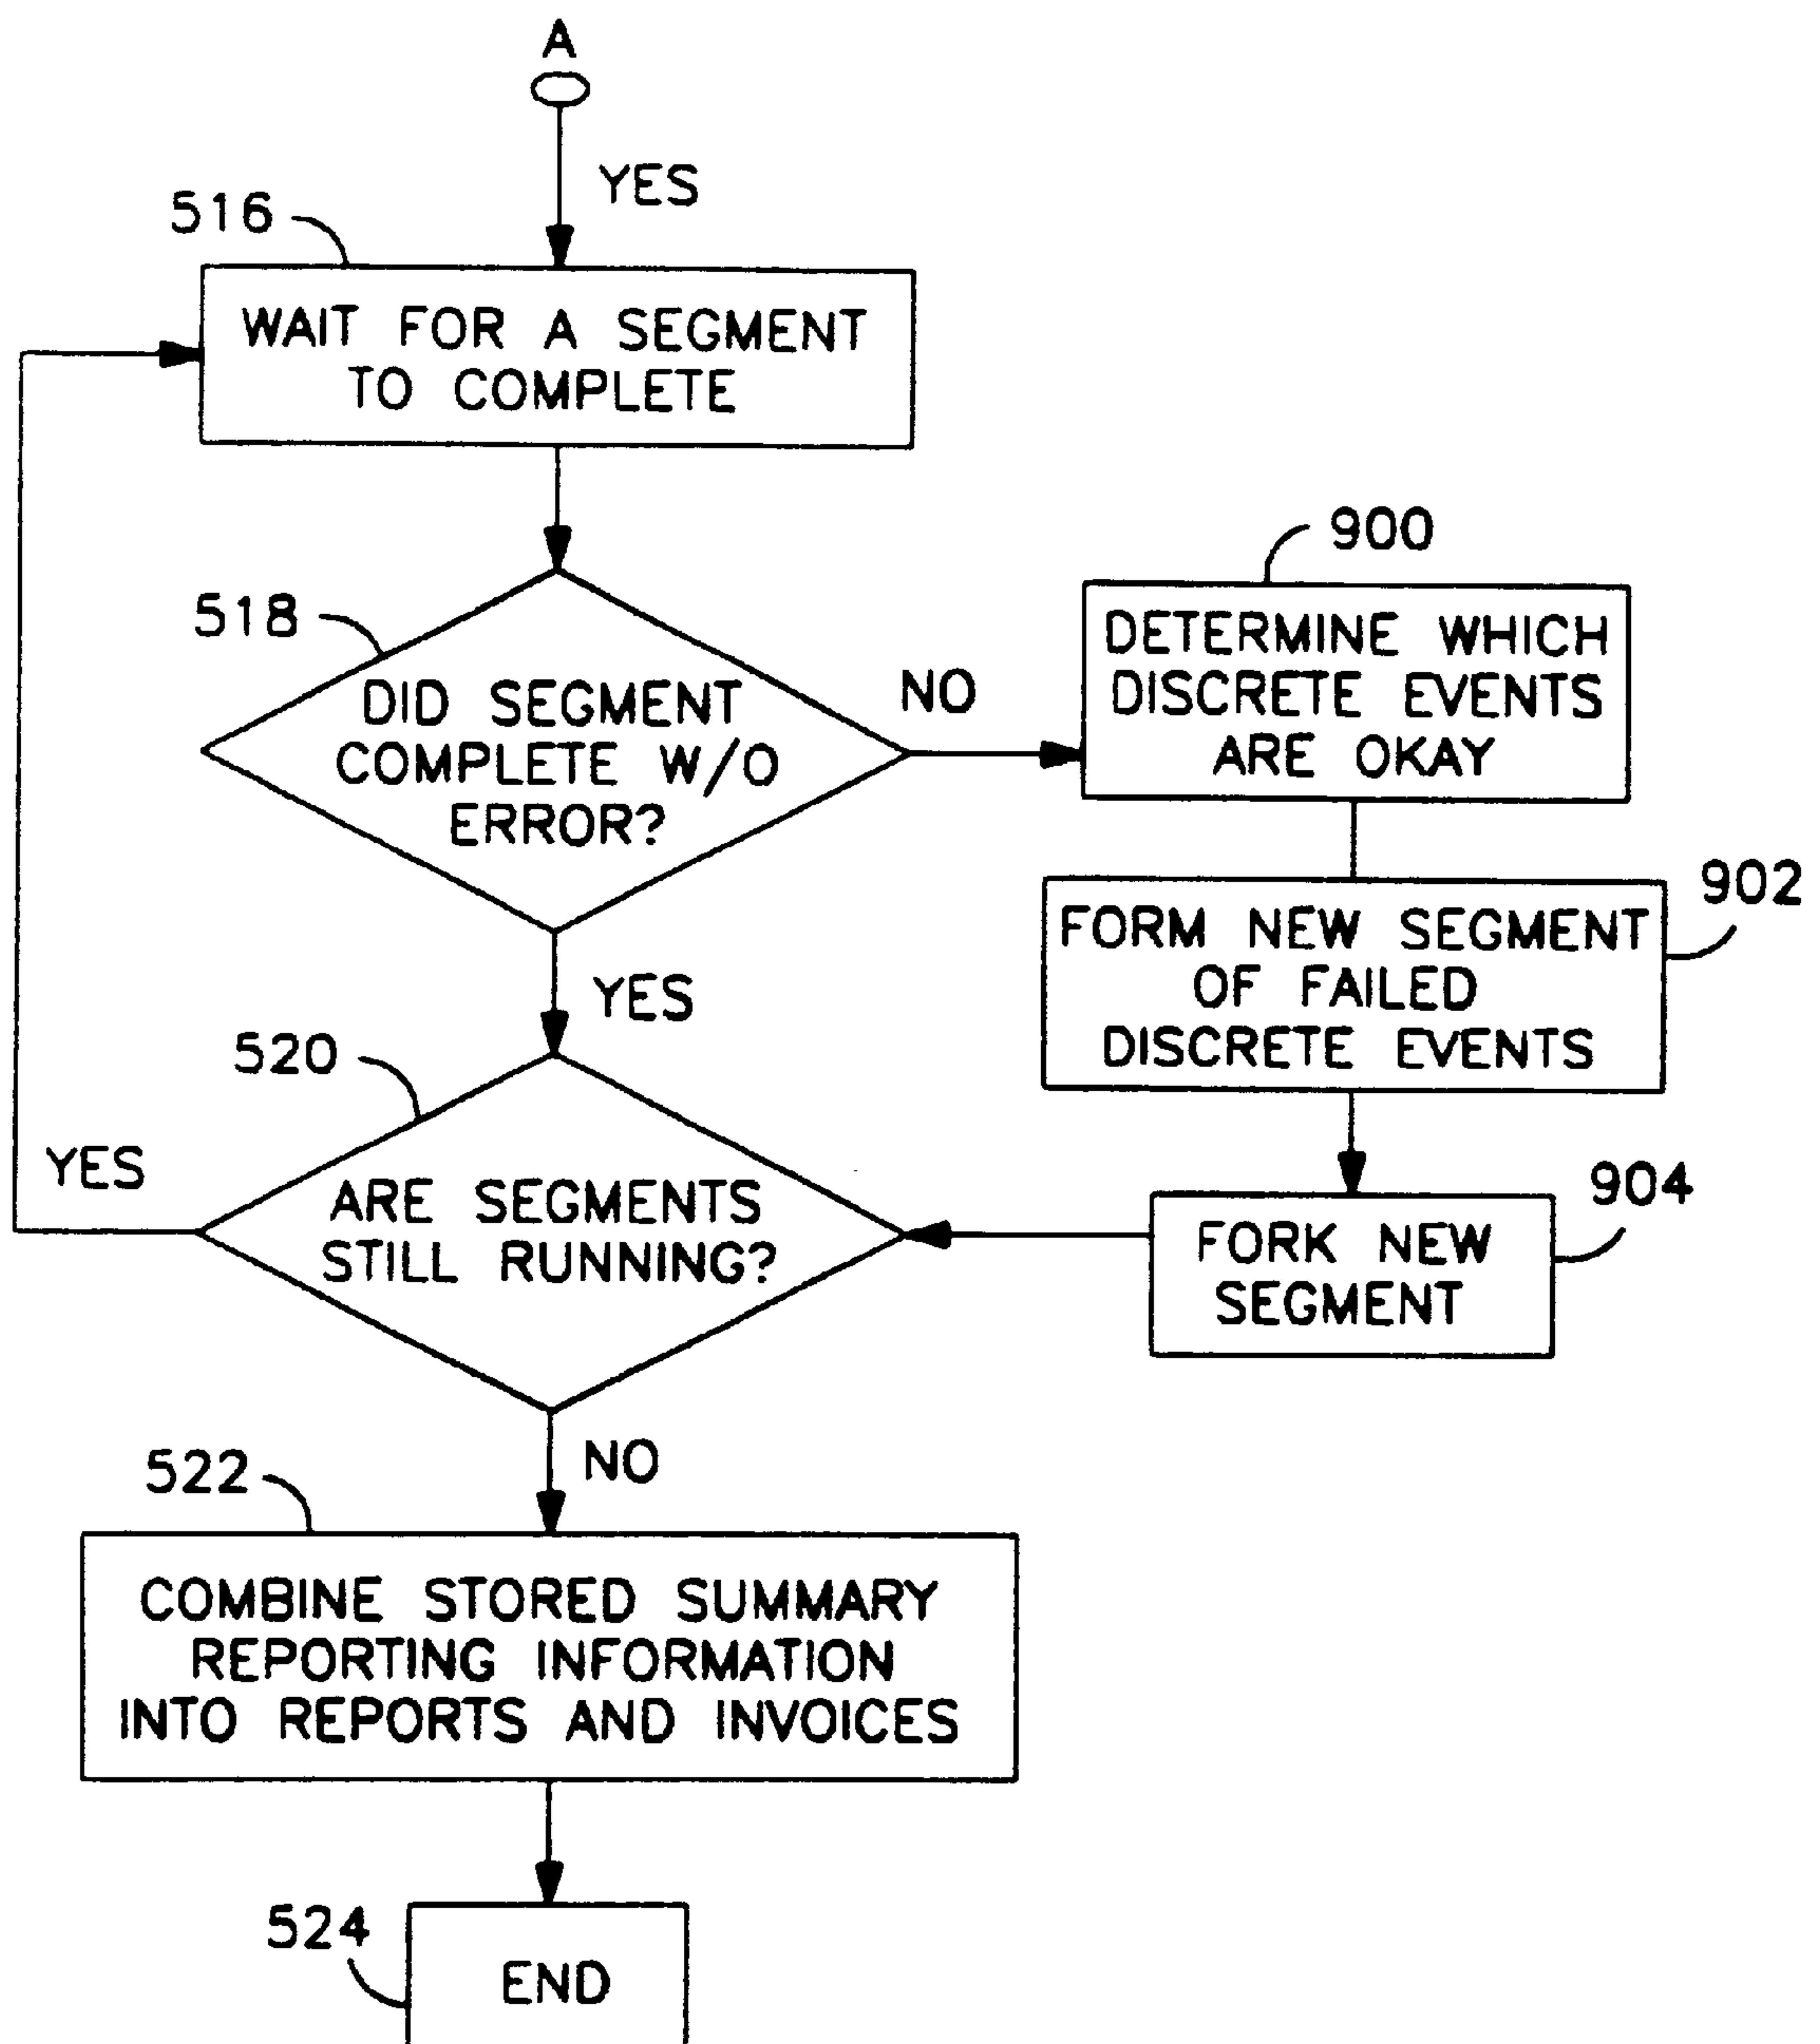 A
YES
516
WAIT FOR A SEGMENT
TO COMPLETE
518
DID SEGMENT
COMPLETE W/O
ERROR?
NO
900
DETERMINE WHICH
DISCRETE EVENTS
ARE OKAY
902
FORM NEW SEGMENT
OF FAILED
DISCRETE EVENTS
YES
520
YES
ARE SEGMENTS
STILL RUNNING?
904
FORK NEW
SEGMENT
NO
522
COMBINE STORED SUMMARY
REPORTING INFORMATION
INTO REPORTS AND INVOICES
524
END